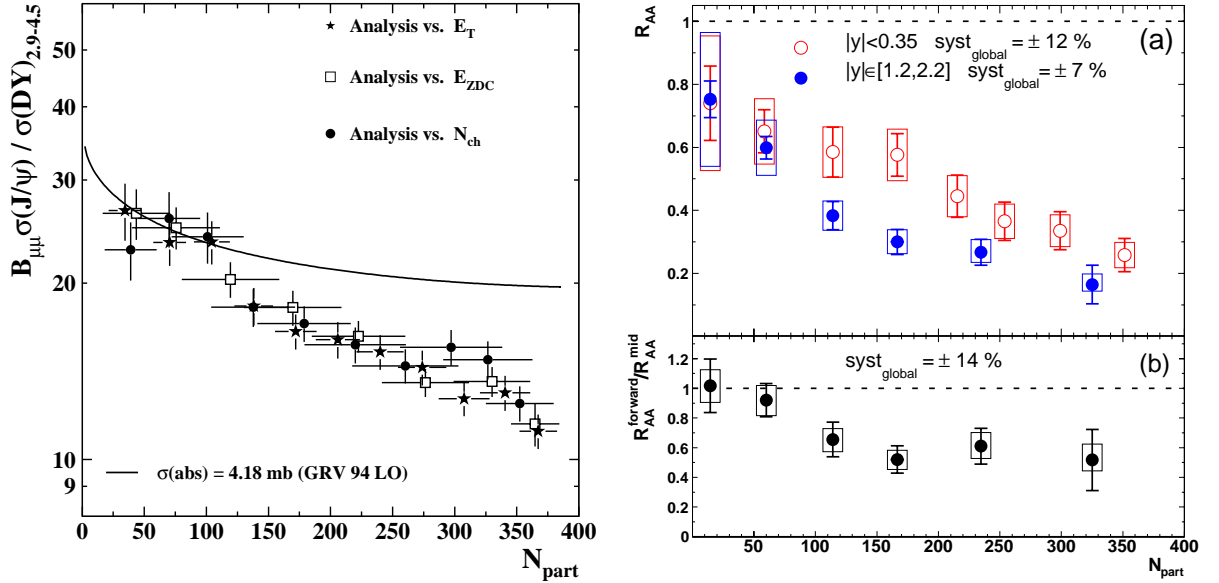 B_μμ σ(J/ψ) / σ(DY)_2.9-4.5
50
40
30
20
10
9
Analysis vs. E_T
Analysis vs. E_ZDC
Analysis vs. N_ch
σ(abs) = 4.18 mb (GRV 94 LO)
0 50 100 150 200 250 300 350 400
N_part
R_AA
1
0.8
0.6
0.4
0.2
(a)
|y|<0.35 syst_global = ± 12 %
|y|∈[1.2,2.2] syst_global = ± 7 %
R_AA^forward/R_AA^mid
1.2
1
0.8
0.6
0.4
0.2
0
(b)
syst_global = ± 14 %
50 100 150 200 250 300 350 400
N_part